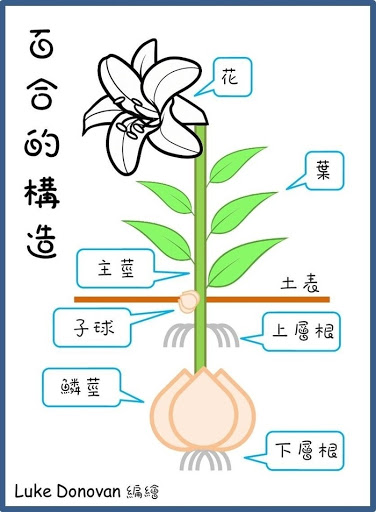 百合的構造
花
葉
主莖
土表
子球
上層根
鱗莖
下層根
Luke Donovan 編繪